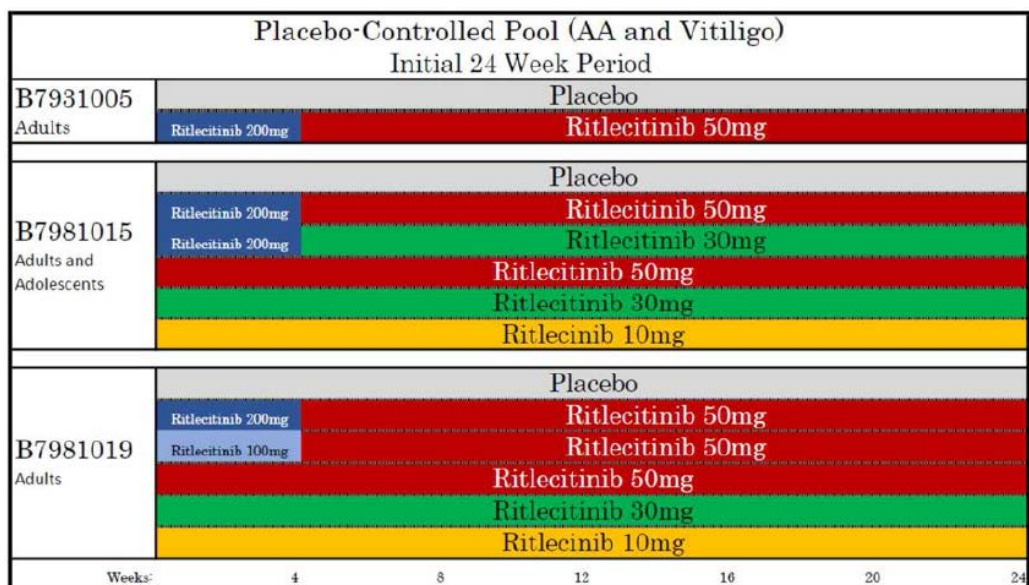 Placebo-Controlled Pool (AA and Vitiligo)
Initial 24 Week Period
B7931005
Adults
Placebo
Ritlecitinib 200mg Ritlecitinib 50mg
B7981015
Adults and
Adolescents
Placebo
Ritlecitinib 200mg Ritlecitinib 50mg
Ritlecitinib 200mg Ritlecitinib 30mg
Ritlecitinib 50mg
Ritlecitinib 30mg
Ritlecinib 10mg
B7981019
Adults
Placebo
Ritlecitinib 200mg Ritlecitinib 50mg
Ritlecitinib 100mg Ritlecitinib 50mg
Ritlecitinib 50mg
Ritlecitinib 30mg
Ritlecinib 10mg
Weeks: 4 8 12 16 20 24